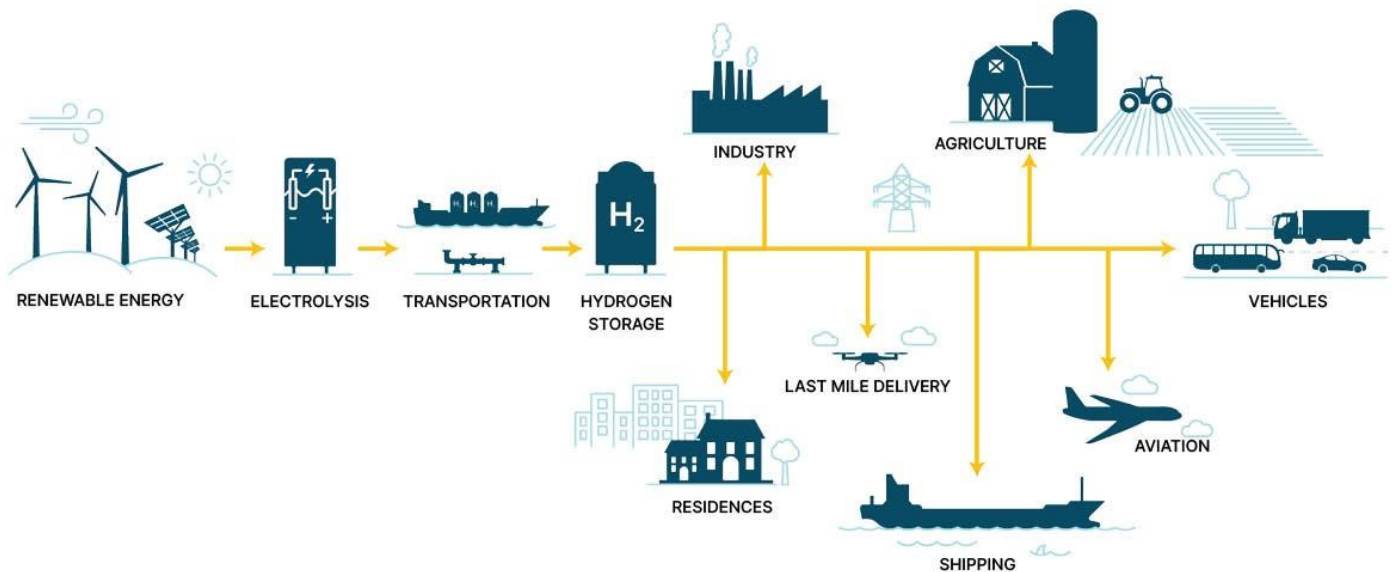 INDUSTRY
AGRICULTURE
- +
H₂
RENEWABLE ENERGY
ELECTROLYSIS
TRANSPORTATION
HYDROGEN
STORAGE
VEHICLES
LAST MILE DELIVERY
AVIATION
RESIDENCES
SHIPPING